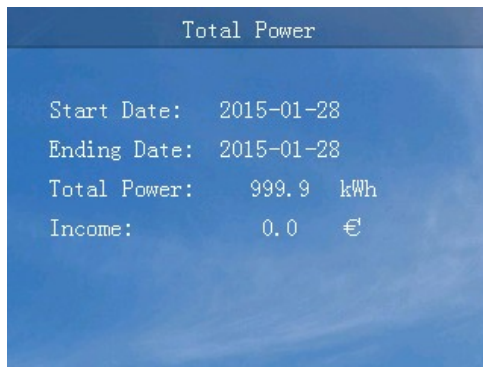 Total Power
Start Date: 2015-01-28
Ending Date: 2015-01-28
Total Power: 999.9 kWh
Income: 0.0 €